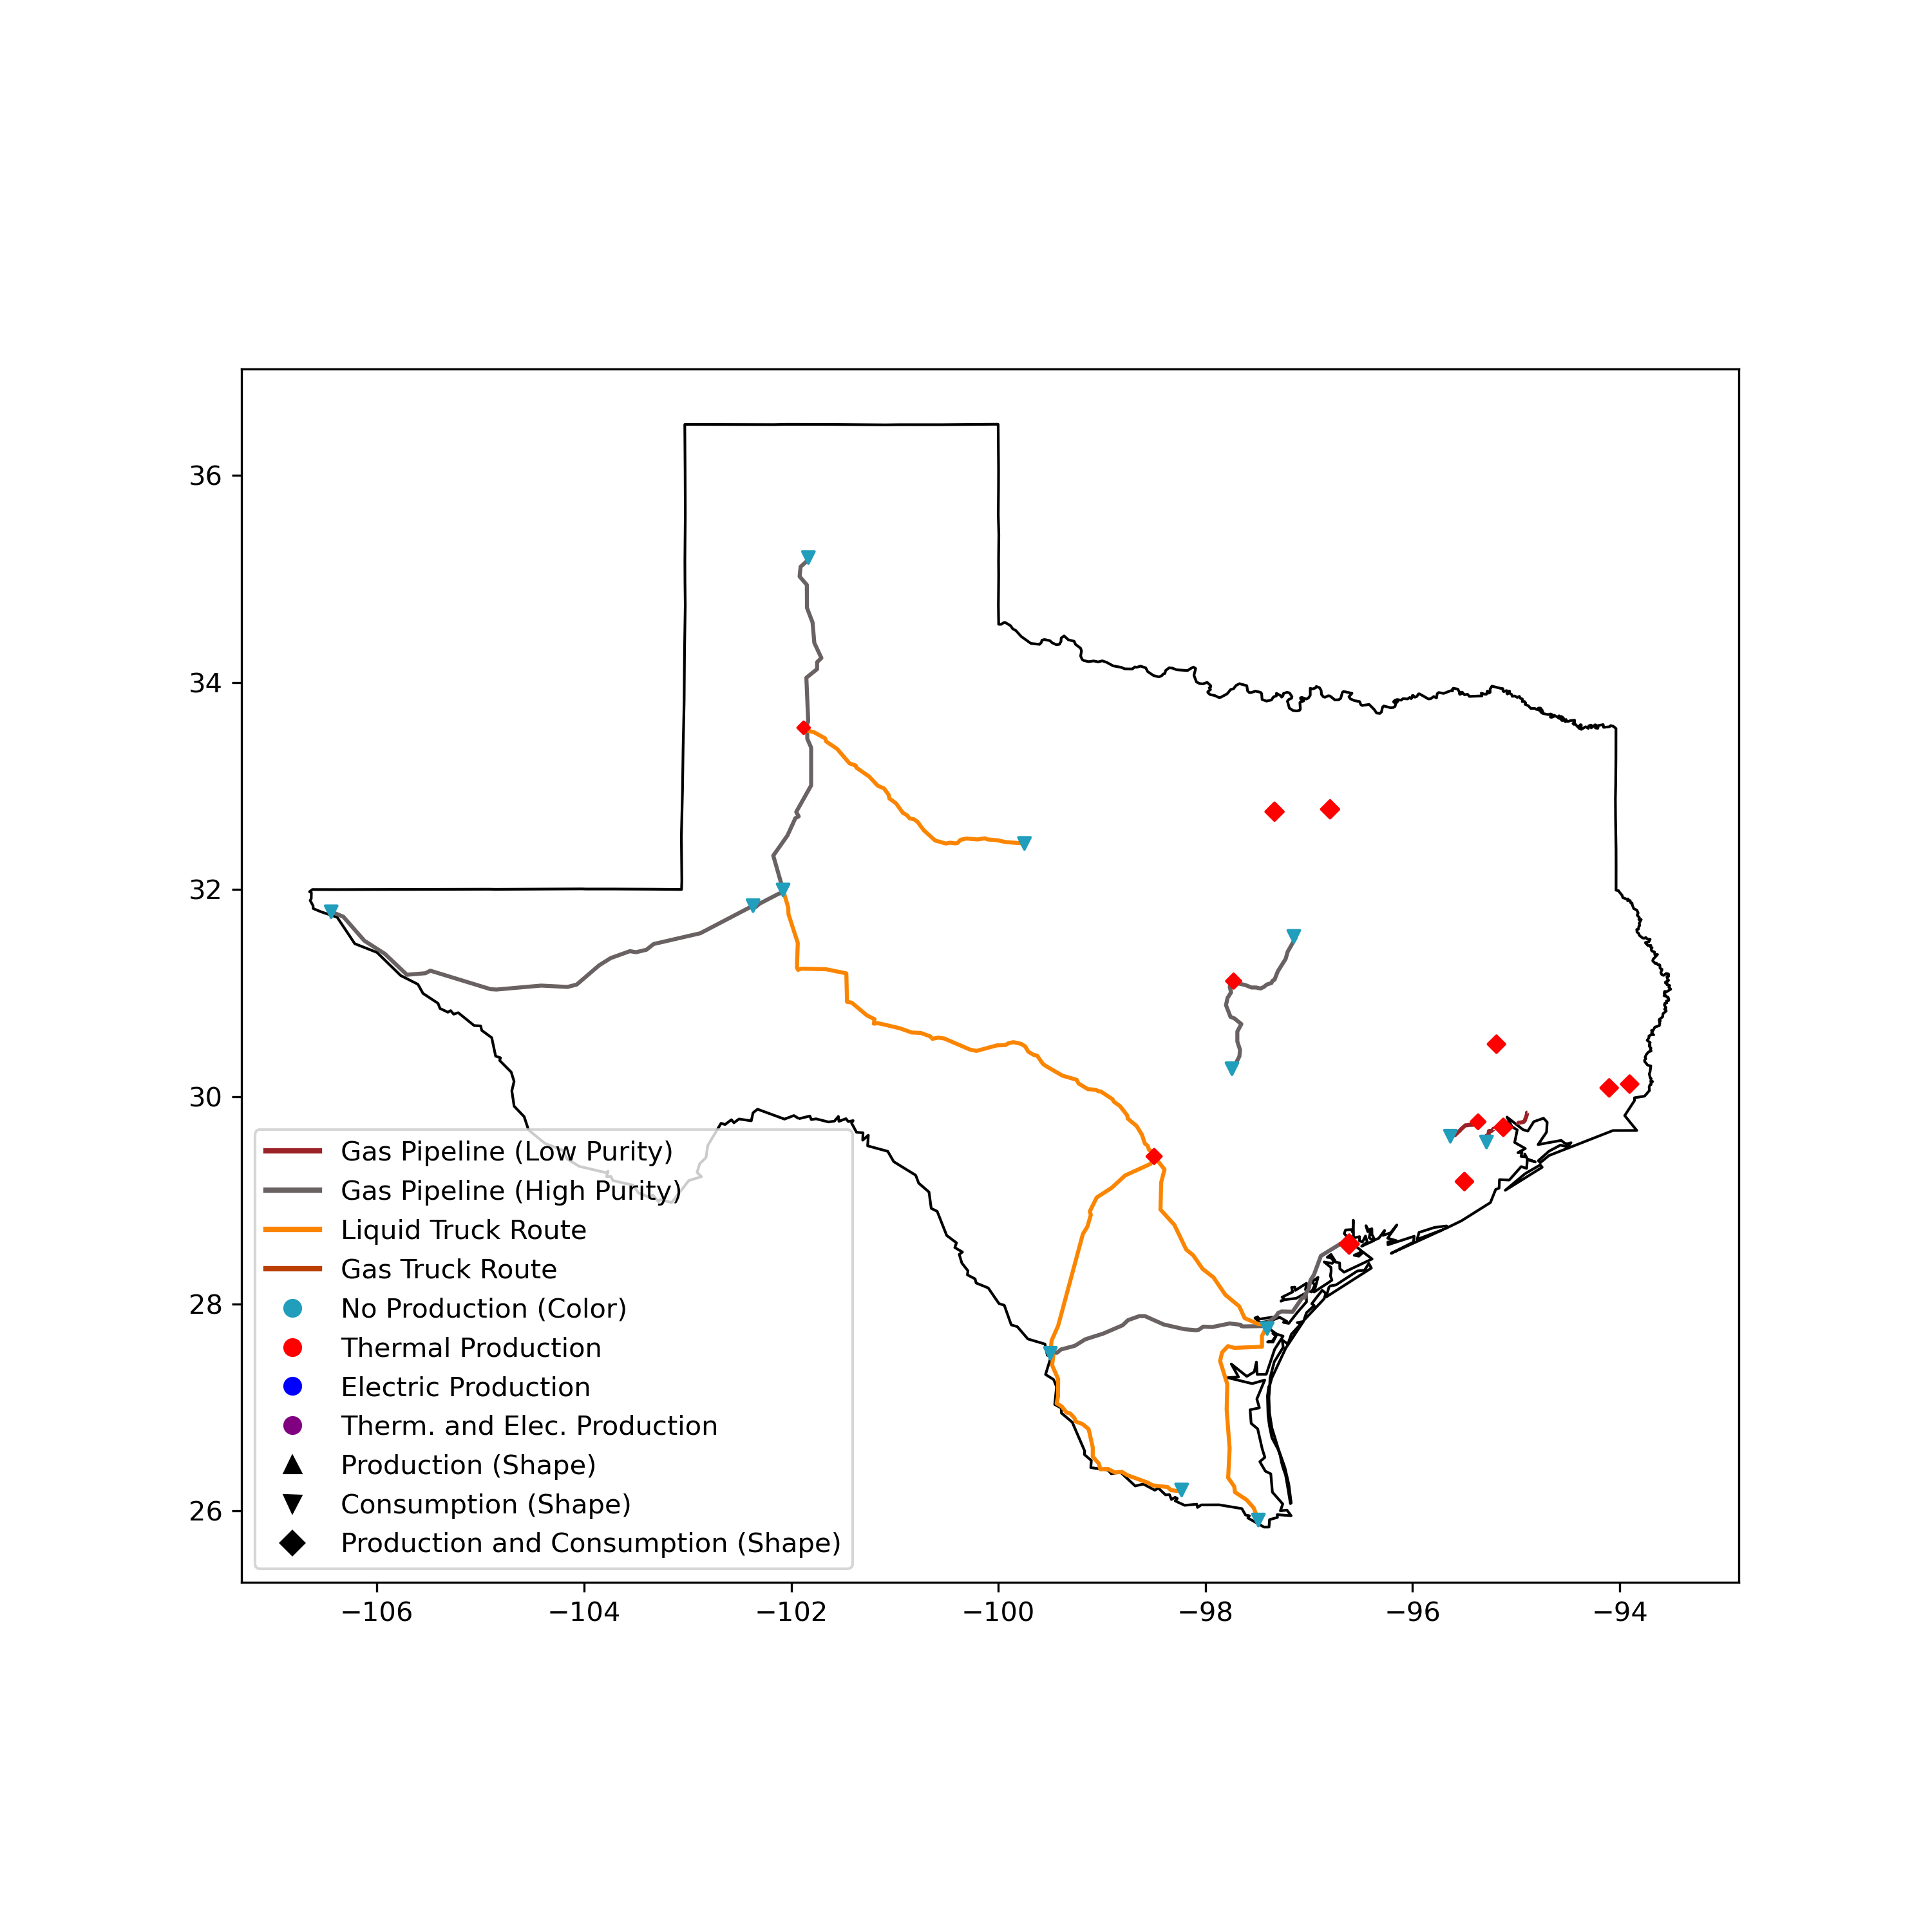 36
34
32
30
28
26
Gas Pipeline (Low Purity)
Gas Pipeline (High Purity)
Liquid Truck Route
Gas Truck Route
No Production (Color)
Thermal Production
Electric Production
Therm. and Elec. Production
Production (Shape)
Consumption (Shape)
Production and Consumption (Shape)
−106 −104 −102 −100 −98 −96 −94